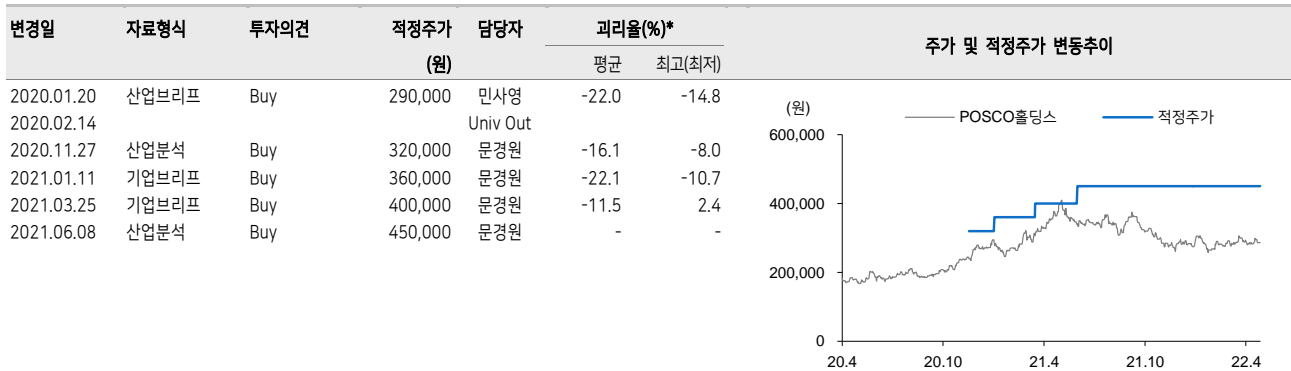 변경일 자료형식 투자의견 적정주가 담당자 괴리율(%)* 주가 및 적정주가 변동추이
(원) 평균 최고(최저)
2020.01.20 산업브리프 Buy 290,000 민사영 -22.0 -14.8
2020.02.14 Univ Out
2020.11.27 산업분석 Buy 320,000 문경원 -16.1 -8.0
2021.01.11 기업브리프 Buy 360,000 문경원 -22.1 -10.7
2021.03.25 기업브리프 Buy 400,000 문경원 -11.5 2.4
2021.06.08 산업분석 Buy 450,000 문경원 - -
(원)
POSCO홀딩스 적정주가
600,000
400,000
200,000
0
20.4 20.10 21.4 21.10 22.4